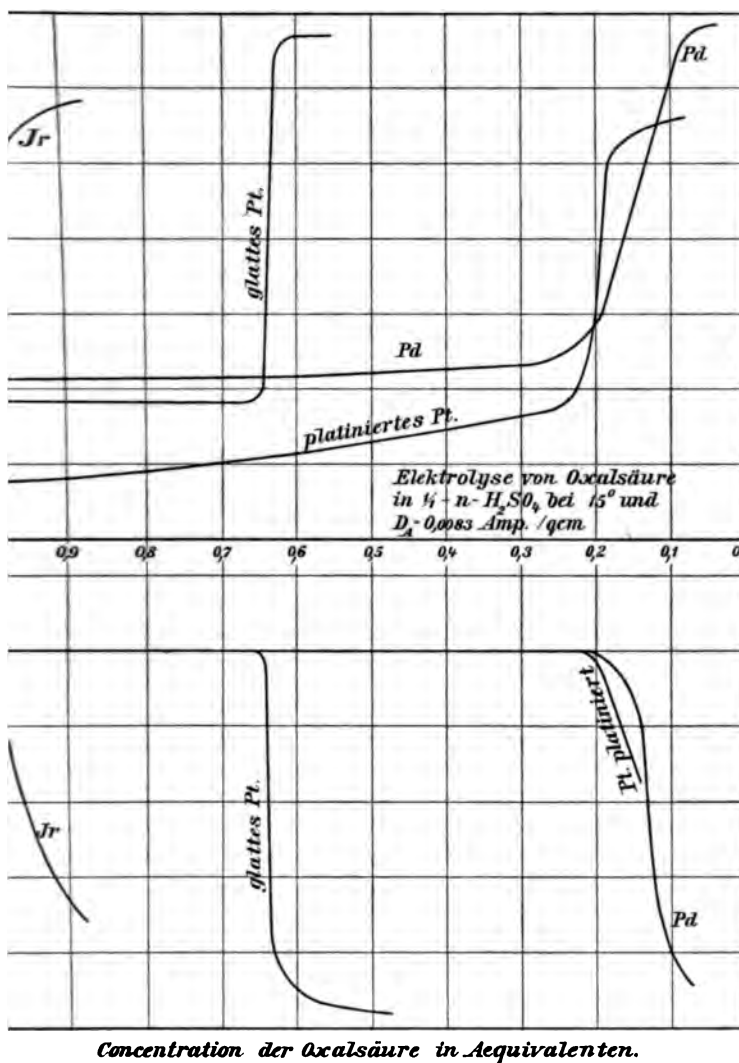 Pd
Jr
glattes Pt.
Pd
platiniertes Pt.
Elektrolyse von Oxalsäure
in 1/1-n-H2SO4 bei 15° und
DA=0,0083 Amp./qcm
0,9 0,8 0,7 0,6 0,5 0,4 0,3 0,2 0,1 0
Pt. platiniert
glattes Pt.
Jr
Pd
Concentration der Oxalsäure in Aequivalenten.